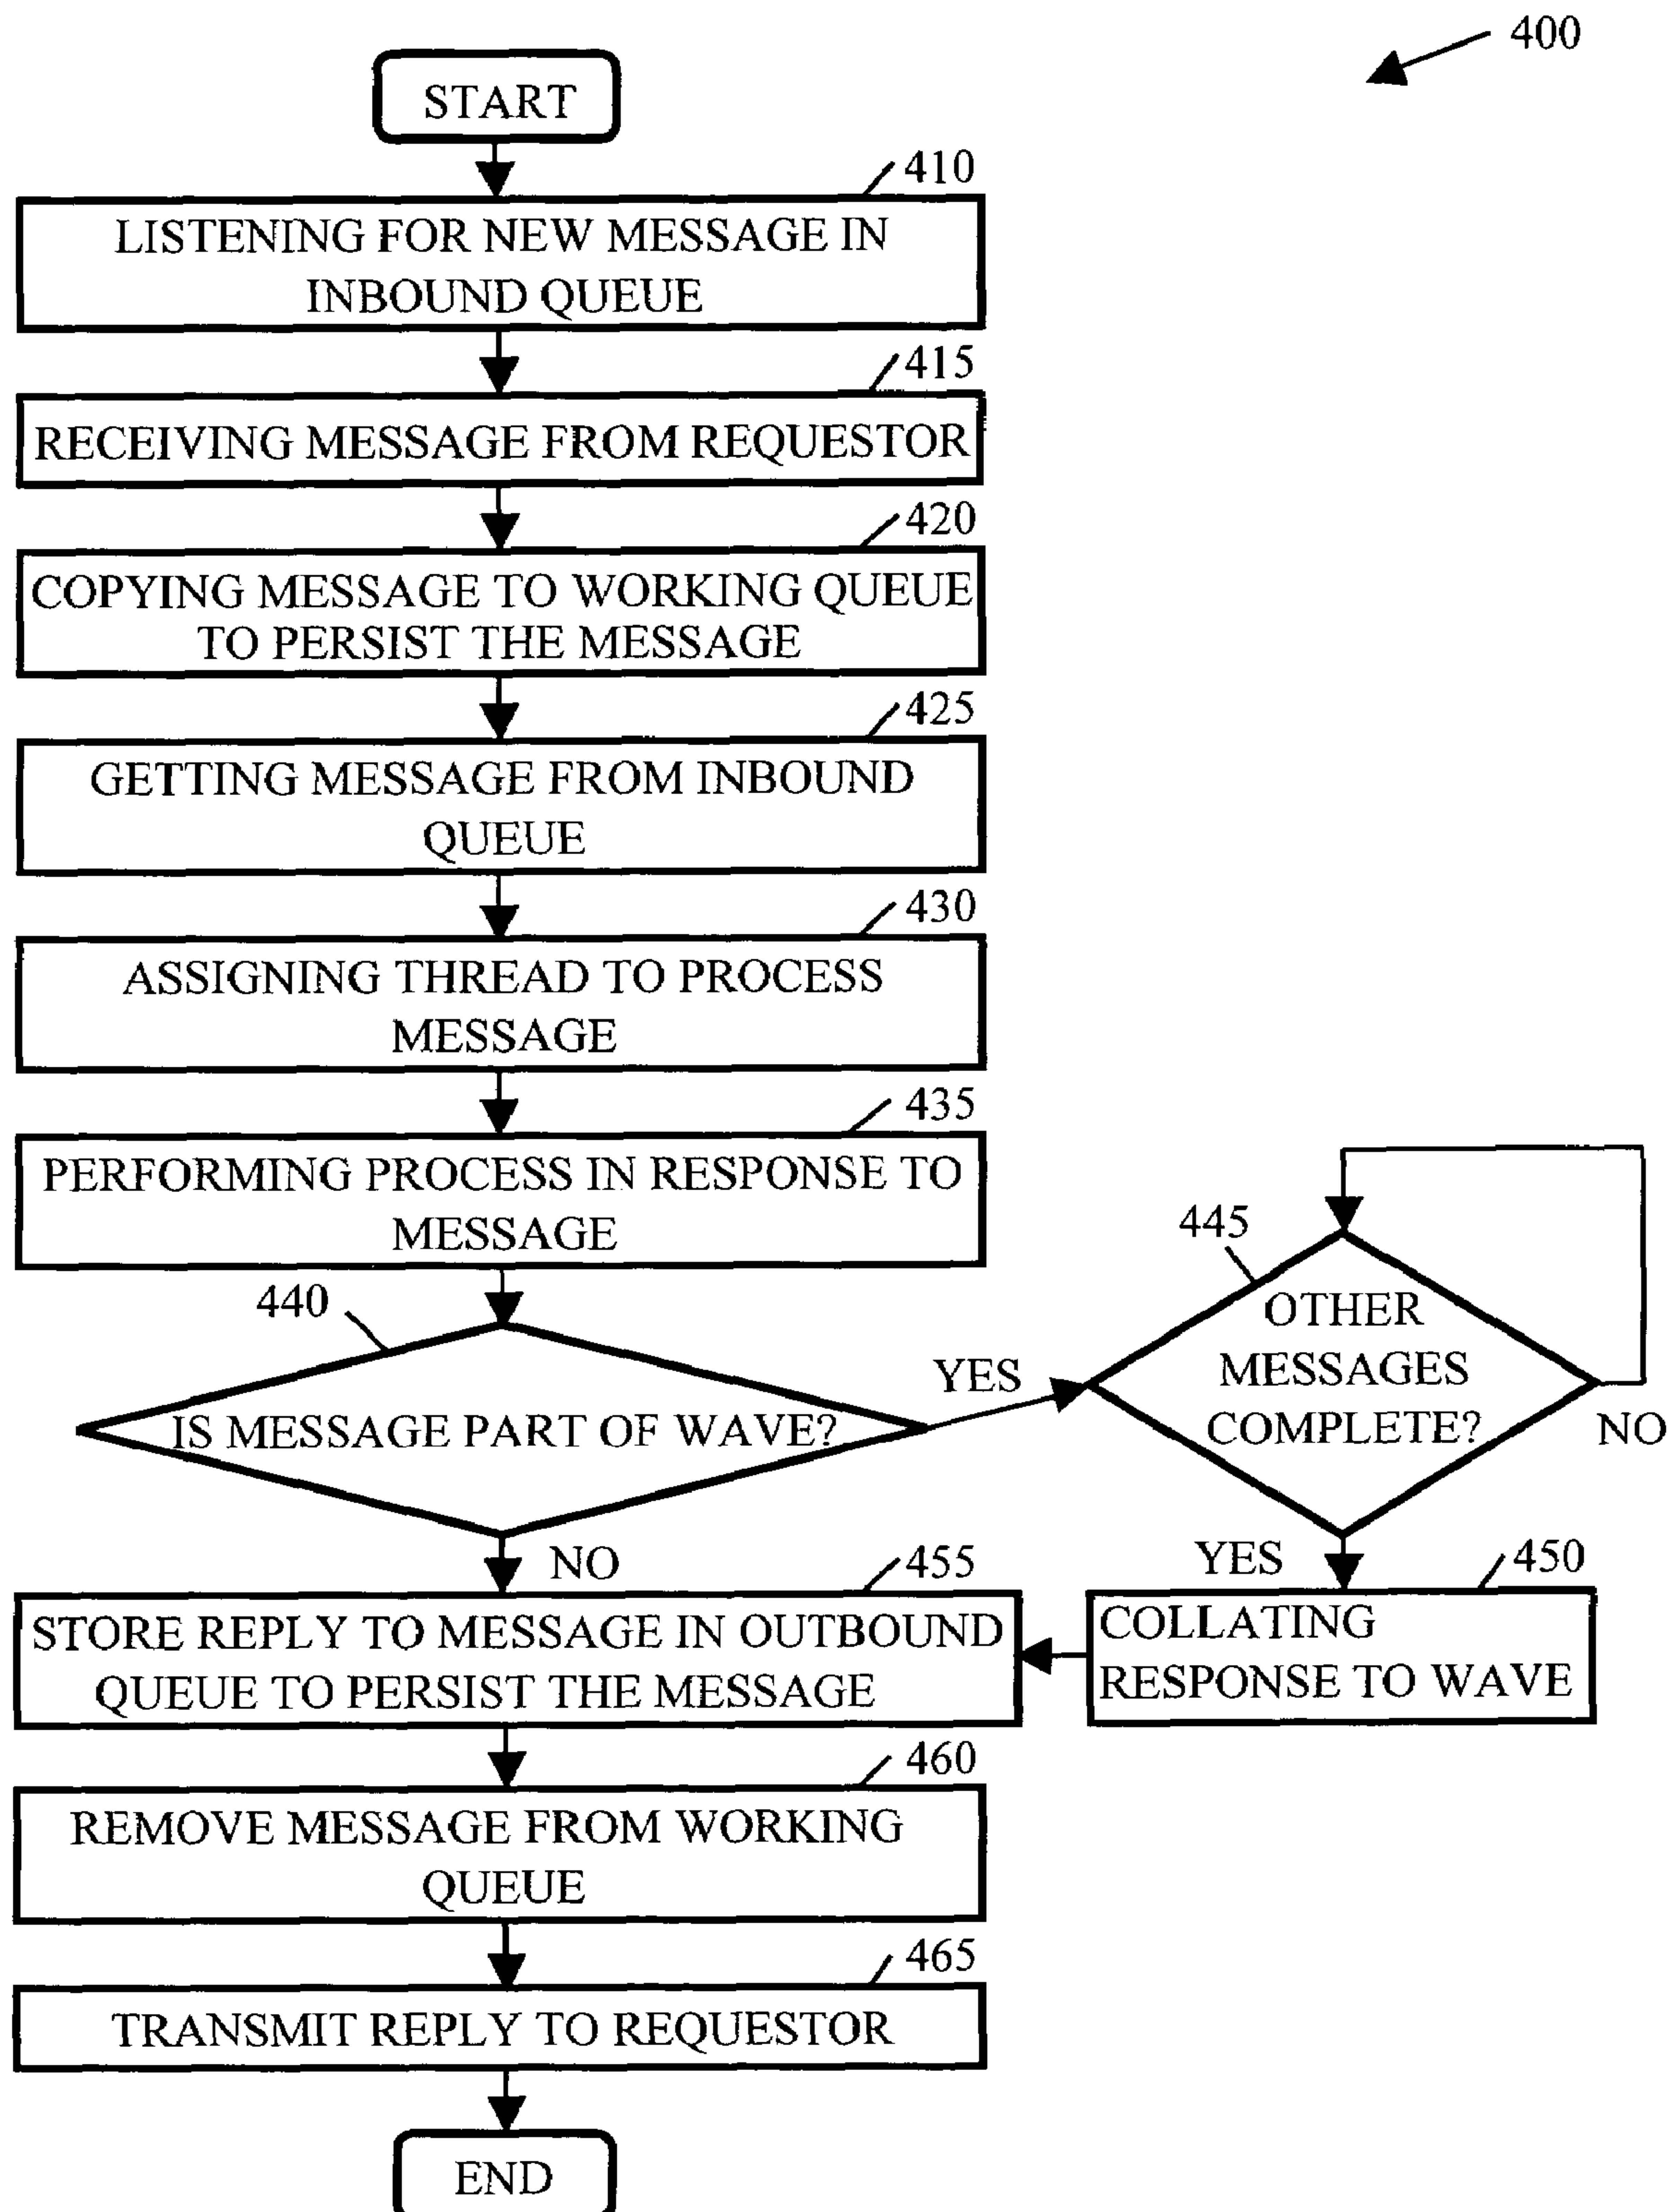 400
START
410
LISTENING FOR NEW MESSAGE IN
INBOUND QUEUE
415
RECEIVING MESSAGE FROM REQUESTOR
420
COPYING MESSAGE TO WORKING QUEUE
TO PERSIST THE MESSAGE
425
GETTING MESSAGE FROM INBOUND
QUEUE
430
ASSIGNING THREAD TO PROCESS
MESSAGE
435
PERFORMING PROCESS IN RESPONSE TO
MESSAGE
440
IS MESSAGE PART OF WAVE?
YES
445
OTHER
MESSAGES
COMPLETE?
NO
YES
450
COLLATING
RESPONSE TO WAVE
NO
455
STORE REPLY TO MESSAGE IN OUTBOUND
QUEUE TO PERSIST THE MESSAGE
460
REMOVE MESSAGE FROM WORKING
QUEUE
465
TRANSMIT REPLY TO REQUESTOR
END